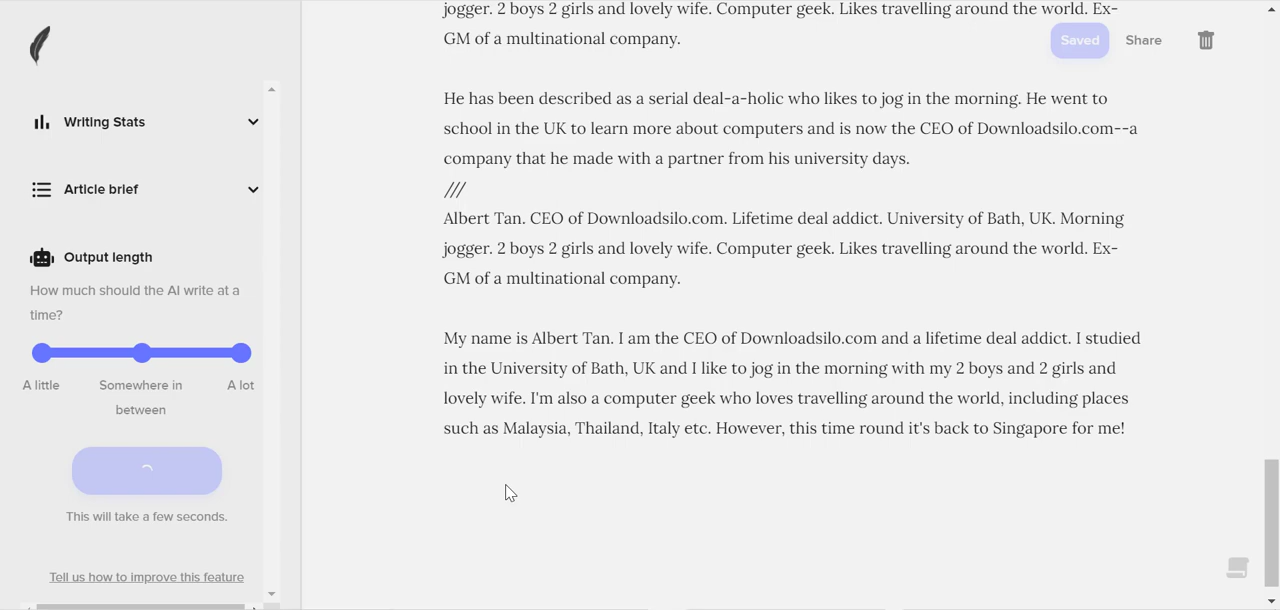 Writing Stats
Article brief
Output length
How much should the AI write at a
time?
A little
Somewhere in
between
A lot
This will take a few seconds.
Tell us how to improve this feature
Saved
Share
jogger. 2 boys 2 girls and lovely wife. Computer geek. Likes travelling around the world. Ex-
GM of a multinational company.
He has been described as a serial deal-a-holic who likes to jog in the morning. He went to
school in the UK to learn more about computers and is now the CEO of Downloadsilo.com--a
company that he made with a partner from his university days.
///
Albert Tan. CEO of Downloadsilo.com. Lifetime deal addict. University of Bath, UK. Morning
jogger. 2 boys 2 girls and lovely wife. Computer geek. Likes travelling around the world. Ex-
GM of a multinational company.
My name is Albert Tan. I am the CEO of Downloadsilo.com and a lifetime deal addict. I studied
in the University of Bath, UK and I like to jog in the morning with my 2 boys and 2 girls and
lovely wife. I'm also a computer geek who loves travelling around the world, including places
such as Malaysia, Thailand, Italy etc. However, this time round it's back to Singapore for me!